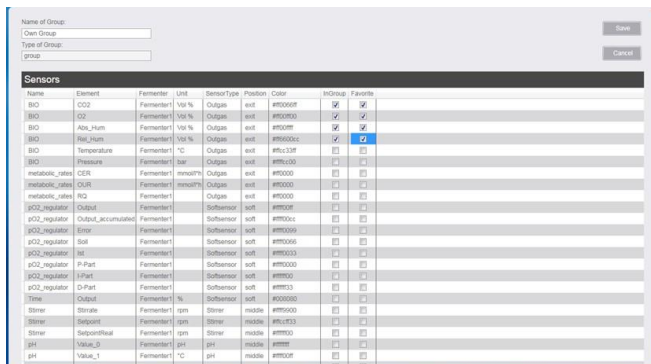 Name of Group:
Own Group
Save
Type of Group:
group
Cancel
Sensors
Name Element Fermenter Unit SensorType Position Color InGroup Favorite
BIO CO2 Fermenter1 Vol % Outgas exit #ff0066ff
BIO O2 Fermenter1 Vol % Outgas exit #ff00ff00
BIO Abs_Hum Fermenter1 Vol % Outgas exit #ff00ffff
BIO Rel_Hum Fermenter1 Vol % Outgas exit #ff6600cc
BIO Temperature Fermenter1 °C Outgas exit #ffcc33ff
BIO Pressure Fermenter1 bar Outgas exit #ffffcc00
metabolic_rates CER Fermenter1 mmol/l*h Outgas exit #ff0000
metabolic_rates OUR Fermenter1 mmol/l*h Outgas exit #ff0000
metabolic_rates RQ Fermenter1 Outgas exit #ff0000
pO2_regulator Output Fermenter1 Softsensor soft #ffff00ff
pO2_regulator Output_accumulated Fermenter1 Softsensor soft #ffff00cc
pO2_regulator Error Fermenter1 Softsensor soft #ffff0099
pO2_regulator Soll Fermenter1 Softsensor soft #ffff0066
pO2_regulator Ist Fermenter1 Softsensor soft #ffff0033
pO2_regulator P-Part Fermenter1 Softsensor soft #ffff0000
pO2_regulator I-Part Fermenter1 Softsensor soft #ffffff00
pO2_regulator D-Part Fermenter1 Softsensor soft #ffffff33
Time Output Fermenter1 % Softsensor soft #008080
Stirrer Stirrate Fermenter1 rpm Stirrer middle #ffff9900
Stirrer Setpoint Fermenter1 rpm Stirrer middle #ffccff33
Stirrer SetpointReal Fermenter1 rpm Stirrer middle #ffffff00
pH Value_0 Fermenter1 pH pH middle #ffffffff
pH Value_1 Fermenter1 °C pH middle #ffff00ff